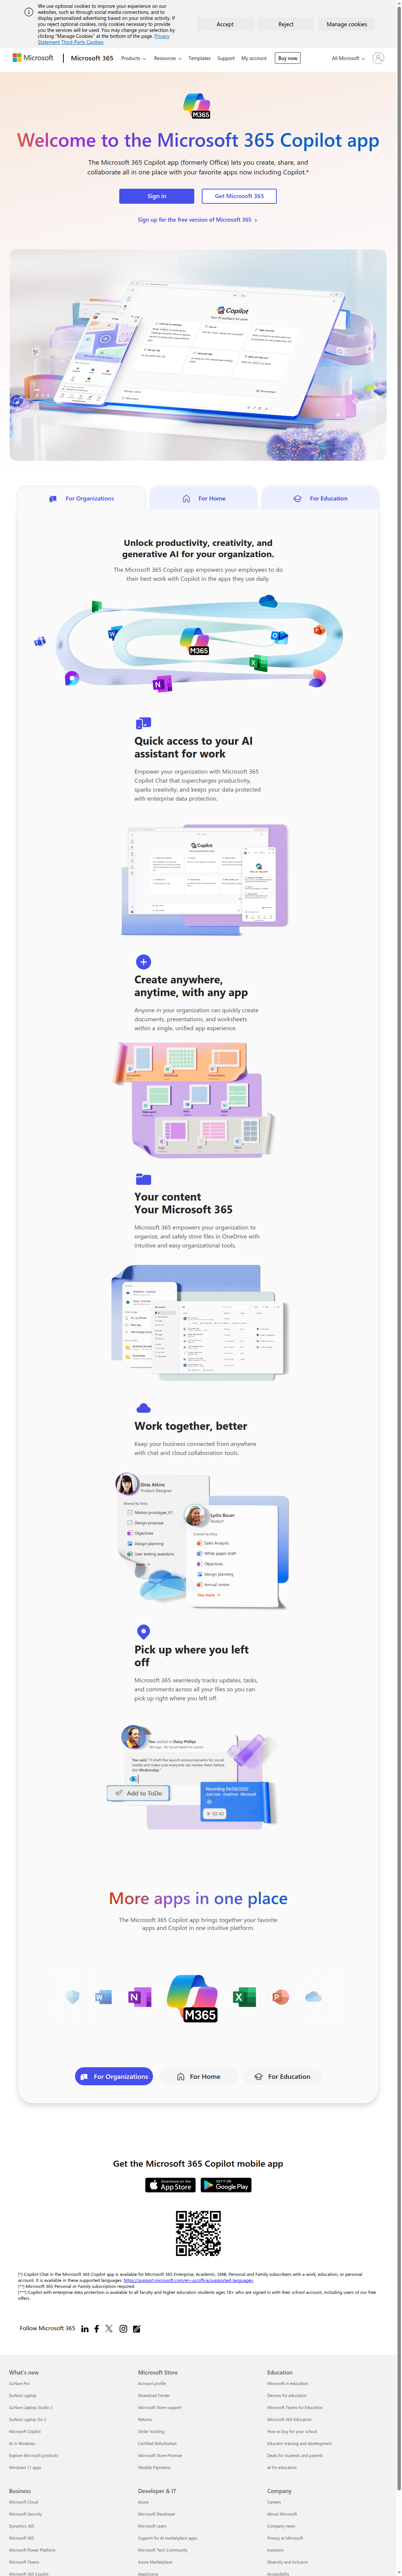 We use optional cookies to improve your experience on our
websites, such as through social media connections, and to
display personalized advertising based on your online activity. If
you reject optional cookies, only cookies necessary to provide
you the services will be used. You may change your selection by
clicking "Manage Cookies" at the bottom of the page. Privacy
Statement Third-Party Cookies
Accept
Reject
Manage cookies
Microsoft
Microsoft 365
Products
Resources
Templates
Support
My account
Buy now
All Microsoft
M365
Welcome to the Microsoft 365 Copilot app
The Microsoft 365 Copilot app (formerly Office) lets you create, share, and
collaborate all in one place with your favorite apps now including Copilot.*
Sign in
Get Microsoft 365
Sign up for the free version of Microsoft 365
Copilot
For Organizations
For Home
For Education
Unlock productivity, creativity, and
generative AI for your organization.
The Microsoft 365 Copilot app empowers your employees to do
their best work with Copilot in the apps they use daily.
M365
Quick access to your AI
assistant for work
Empower your organization with Microsoft 365
Copilot Chat that supercharges productivity,
sparks creativity, and keeps your data protected
with enterprise data protection.
Copilot
Create anywhere,
anytime, with any app
Anyone in your organization can quickly create
documents, presentations, and worksheets
within a single, unified app experience.
Your content
Your Microsoft 365
Microsoft 365 empowers your organization to
organize, and safely store files in OneDrive with
intuitive and easy organizational tools.
Work together, better
Keep your business connected from anywhere
with chat and cloud collaboration tools.
Elvia Atkins
Product Designer
Shared by Elvia
Motion prototype_V1
Design proposal
Objectives
Design planning
User testing questions
Lydia Bauer
Analyst
Shared by Elvia
Sales Analysis
White paper draft
Objectives
Design planning
Annual review
See more
Pick up where you left
off
Microsoft seamlessly tracks updates, tasks,
and comments across all your files so you can
pick up right where you left off.
You replied to Daisy Phillips
You said, "I'll draft the launch announcements for social
media and make sure everyone can review them before
this Wednesday."
Add to ToDo
Recording 04/09/2020
02:42
More apps in one place
The Microsoft 365 Copilot app brings together your favorite
apps and Copilot in one intuitive platform.
M365
For Organizations
For Home
For Education
Get the Microsoft 365 Copilot mobile app
Download on the
App Store
GET IT ON
Google Play
[*] Copilot Chat in the Microsoft 365 Copilot app is available for Microsoft 365 Enterprise, Academic, SMB, Personal and Family subscribers with a work, education, or personal
account. It is available in these supported languages: https://support.microsoft.com/en-us/office/supported-languages.
[**] Microsoft 365 Personal or Family subscription required.
[***] Copilot with enterprise data protection is available to all faculty and higher education students ages 18+ who are signed in with their school account, including users of our free
offers.
Follow Microsoft 365
What's new
Surface Pro
Surface Laptop
Surface Laptop Studio 2
Surface Laptop Go 3
Microsoft Copilot
AI in Windows
Explore Microsoft products
Windows 11 apps
Microsoft Store
Account profile
Download Center
Microsoft Store support
Returns
Order tracking
Certified Refurbished
Microsoft Store Promise
Flexible Payments
Education
Microsoft in education
Devices for education
Microsoft Teams for Education
Microsoft 365 Education
How to buy for your school
Educator training and development
Deals for students and parents
AI for education
Business
Microsoft Cloud
Microsoft Security
Dynamics 365
Microsoft 365
Microsoft Power Platform
Microsoft Teams
Microsoft 365 Copilot
Developer & IT
Azure
Microsoft Developer
Microsoft Learn
Support for AI marketplace apps
Microsoft Tech Community
Azure Marketplace
AppSource
Company
Careers
About Microsoft
Company news
Privacy at Microsoft
Investors
Diversity and inclusion
Accessibility